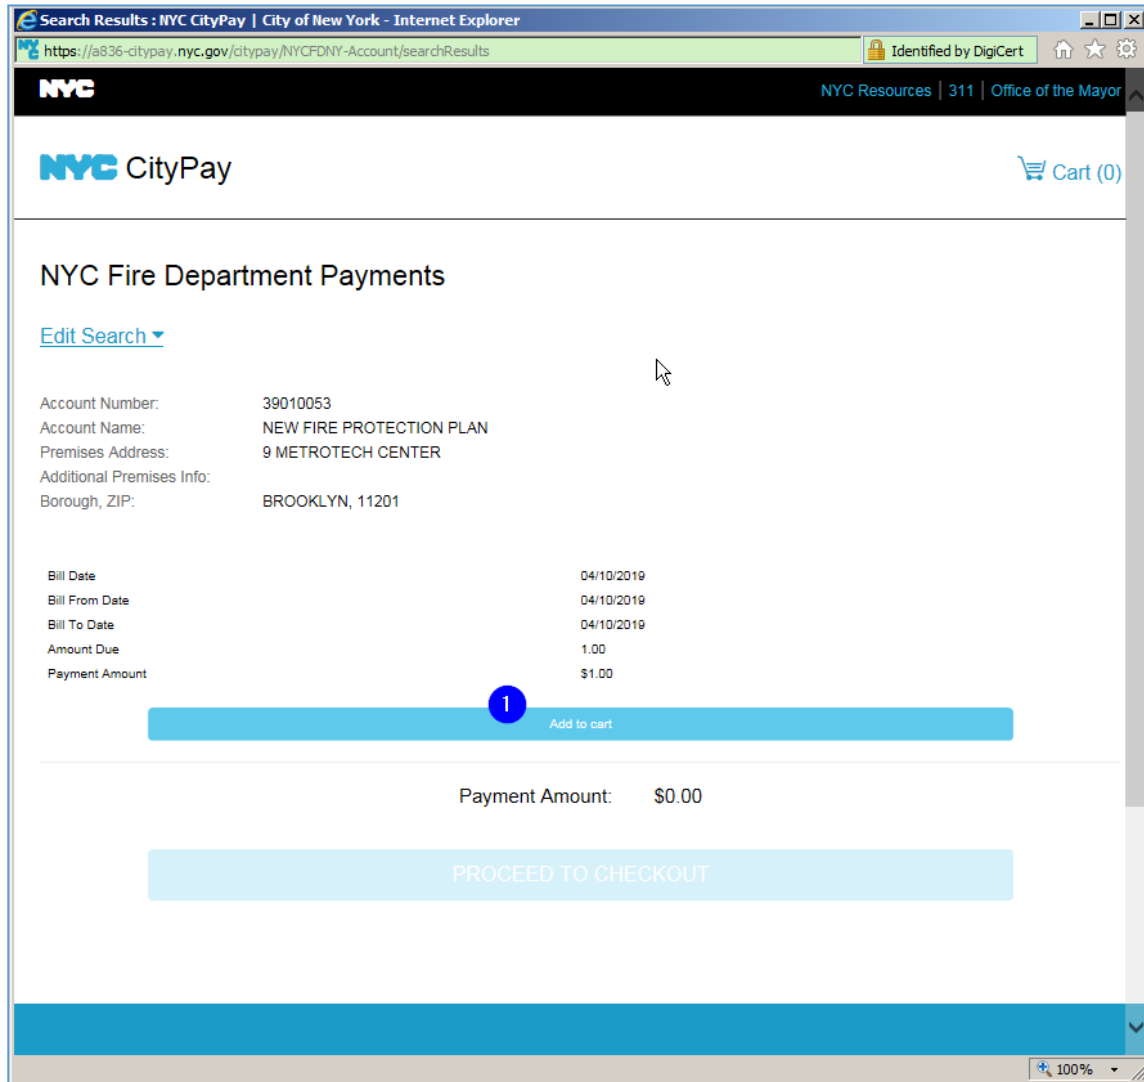 Search Results : NYC CityPay | City of New York - Internet Explorer
https://a836-citypay.nyc.gov/citypay/NYCFDNY-Account/searchResults Identified by DigiCert
NYC NYC Resources | 311 | Office of the Mayor
NYC CityPay Cart (0)
NYC Fire Department Payments
Edit Search
Account Number: 39010053
Account Name: NEW FIRE PROTECTION PLAN
Premises Address: 9 METROTECH CENTER
Additional Premises Info:
Borough, ZIP: BROOKLYN, 11201
Bill Date 04/10/2019
Bill From Date 04/10/2019
Bill To Date 04/10/2019
Amount Due 1.00
Payment Amount $1.00
1
Add to cart
Payment Amount: $0.00
PROCEED TO CHECKOUT
100%